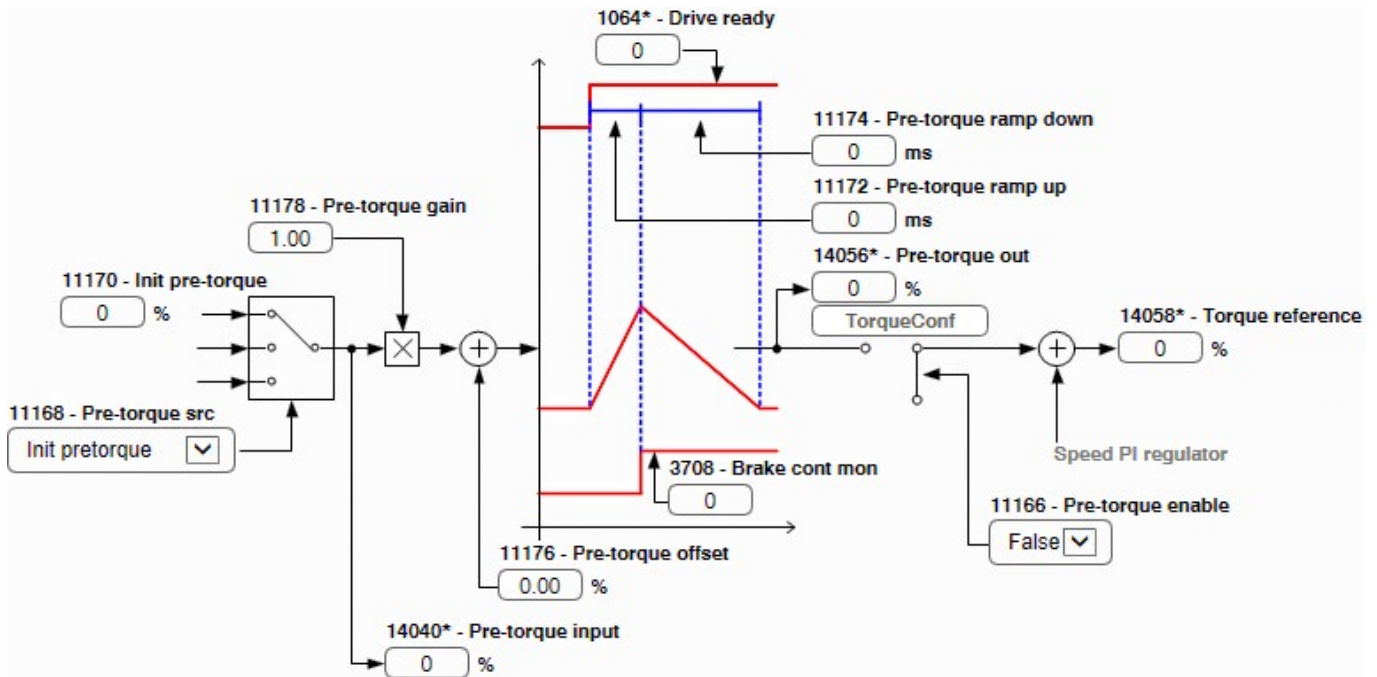 1064* - Drive ready
0
11174 - Pre-torque ramp down
0 ms
11172 - Pre-torque ramp up
0 ms
11178 - Pre-torque gain
1.00
14056* - Pre-torque out
0 %
TorqueConf
11170 - Init pre-torque
0 %
14058* - Torque reference
0 %
11168 - Pre-torque src
Init pretorque
Speed PI regulator
3708 - Brake cont mon
0
11166 - Pre-torque enable
False
11176 - Pre-torque offset
0.00 %
14040* - Pre-torque input
0 %